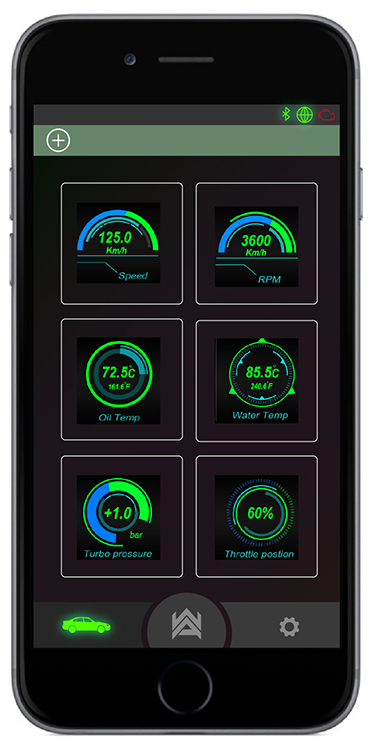 125.0
Km/h
Speed
3600
Km/h
RPM
72.5c
161.6°F
Oil Temp
85.5c
240.6°F
Water Temp
+1.0
bar
Turbo pressure
60%
Throttle postion